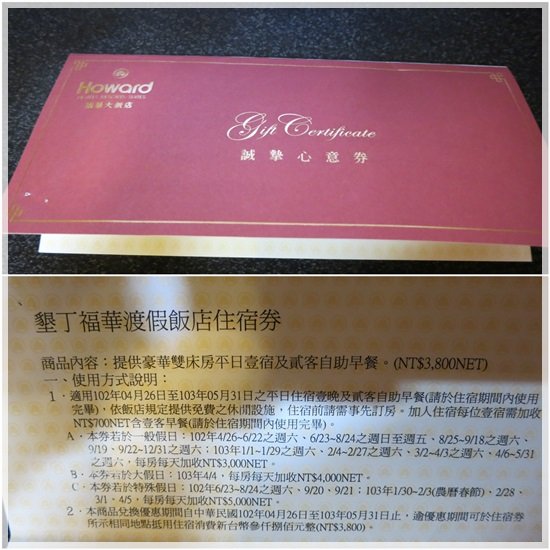 Howard
福華大飯店
Gift Certificate
誠摯心意券
墾丁福華渡假飯店住宿券
商品內容：提供豪華雙床房平日壹宿及貳客自助早餐。(NT$3,800NET)
一、使用方式說明：
1．適用102年04月26日至103年05月31日之平日住宿壹晚及貳客自助早餐(請於住宿期間內使用
完畢)，依飯店規定提供免費之休閒設施，住宿前請需事先訂房。加人住宿每位壹宿需加收
NT$700NET含壹客早餐(請於住宿期間內使用完畢)。
A．本券若於一般假日：102年4/26~6/22之週六、6/23~8/24之週日至週五、8/25~9/18之週六、
9/19、9/22~12/31之週六；103年1/1~1/29之週六、2/4~2/27之週六、3/2~4/3之週六、4/6~5/31
之週六，每房每天加收NT$3,000NET。
B．本券若於大假日：103年4/4，每房每天加收NT$4,000NET。
C．本券若於特殊假日：102年6/23~8/24之週六、9/20、9/21；103年1/30~2/3(農曆春節)、2/28、
3/1、4/5，每房每天加收NT$5,000NET。
2．本商品兌換優惠期間自中華民國102年04月26日至103年05月31日止，逾優惠期間可於住宿券
所示相同地點抵用住宿消費新台幣參仟捌佰元整(NT$3,800)。